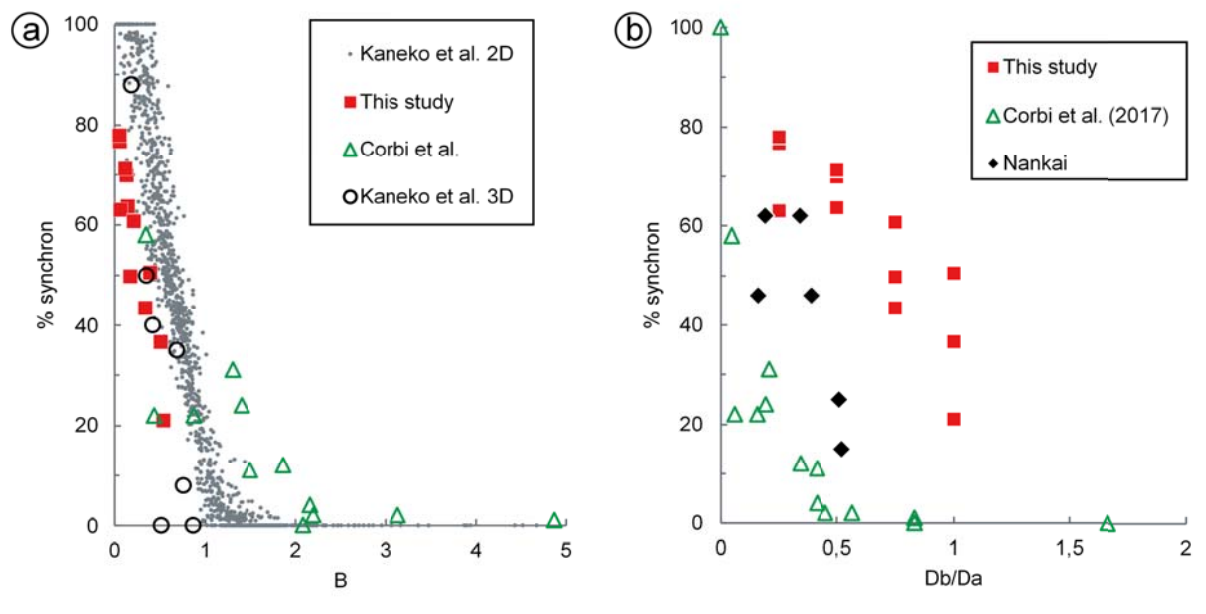 a
100
80
60
40
20
0
% synchron
Kaneko et al. 2D
This study
Corbi et al.
Kaneko et al. 3D
0
1
2
3
4
5
B
b
100
80
60
40
20
0
% synchron
This study
Corbi et al. (2017)
Nankai
0
0,5
1
1,5
2
Db/Da